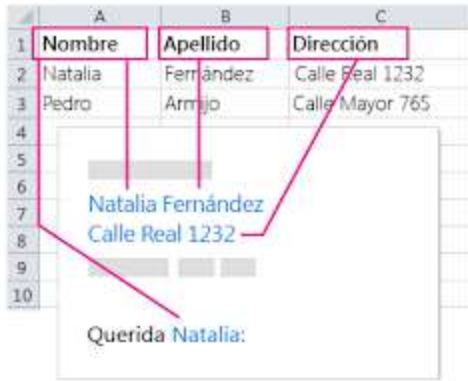 A B C
1 Nombre Apellido Dirección
2 Natalia Fernández Calle Real 1232
3 Pedro Armijo Calle Mayor 765
4
5
6
7
8
9
10
Natalia Fernández
Calle Real 1232
Querida Natalia: